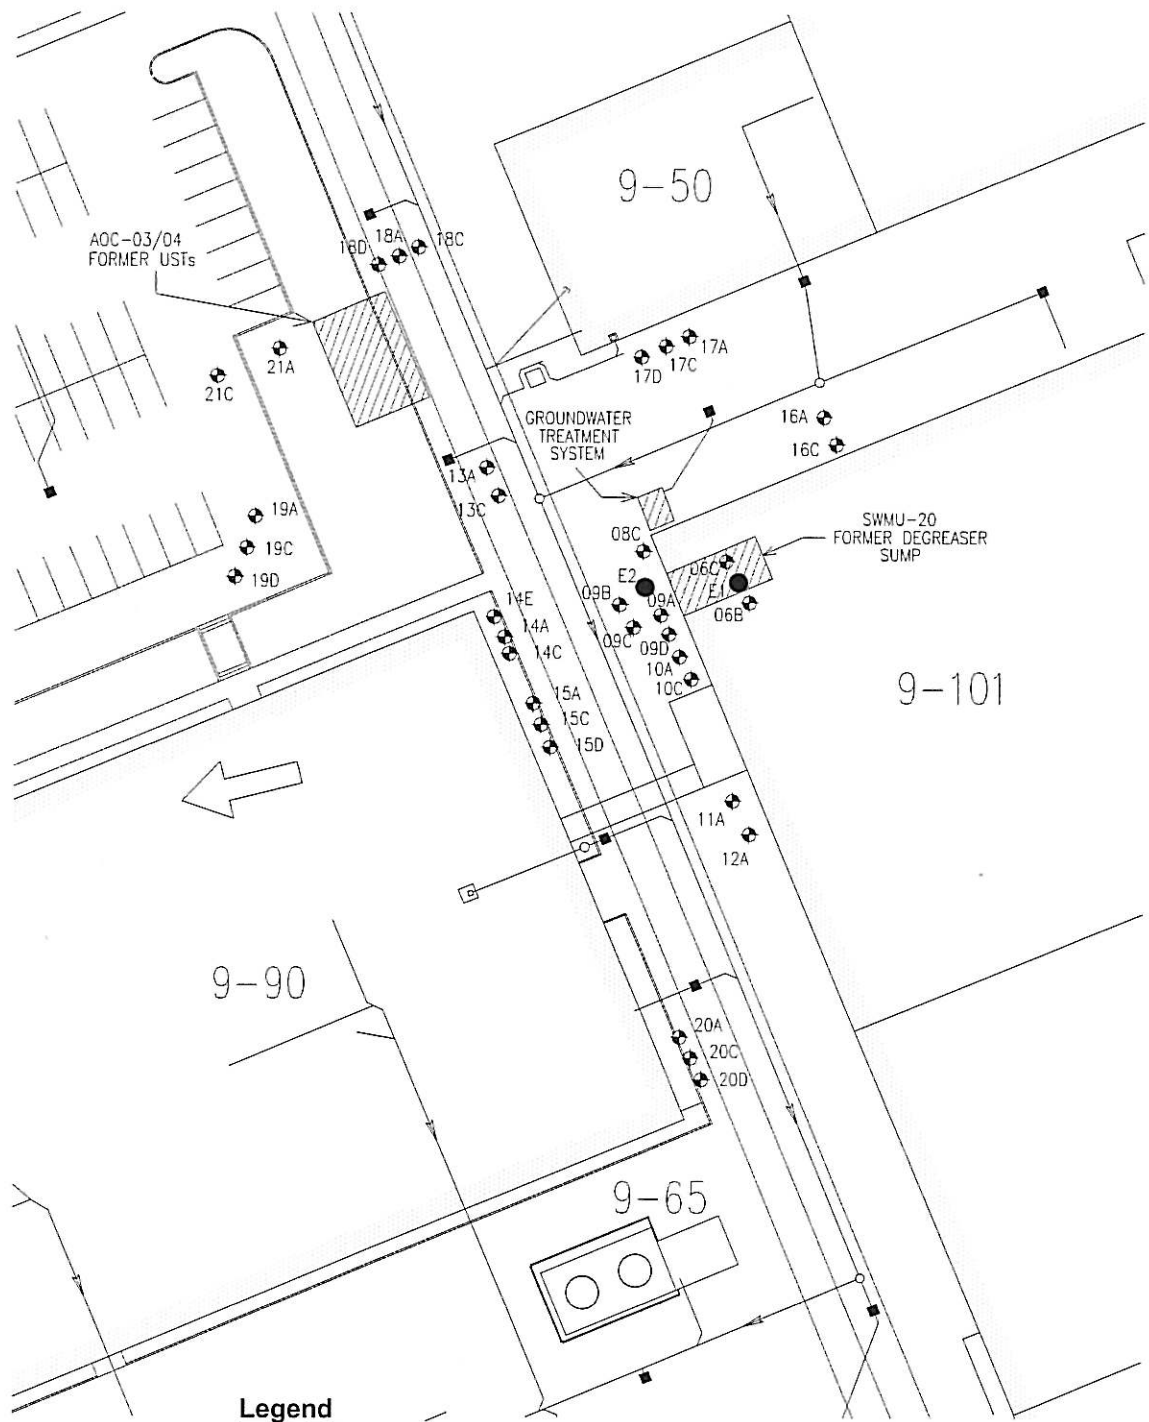 9-50
AOC-03/04
FORMER USTs
18D
18A
18C
21A
21C
17A
17C
17D
GROUNDWATER
TREATMENT
SYSTEM
16A
16C
13A
13C
19A
19C
19D
SWMU-20
FORMER DEGREASER
SUMP
08C
06C
E2
E1
09B
09A
06B
14E
14A
14C
09C
09D
10A
10C
15A
15C
15D
9-101
11A
12A
9-90
20A
20C
20D
9-65
Legend